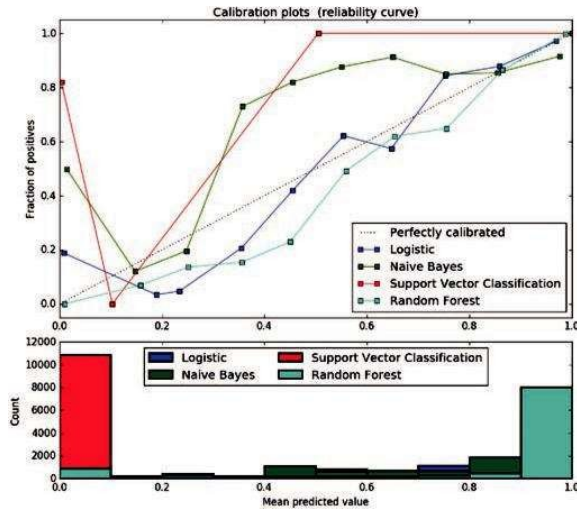 Calibration plots (reliability curve)
1.0
0.8
0.6
0.4
0.2
0.0
Fraction of positives
Perfectly calibrated
Logistic
Naive Bayes
Support Vector Classification
Random Forest
0.0 0.2 0.4 0.6 0.8 1.0
12000
10000
8000
6000
4000
2000
0
Count
Logistic Support Vector Classification
Naive Bayes Random Forest
0.0 0.2 0.4 0.6 0.8 1.0
Mean predicted value